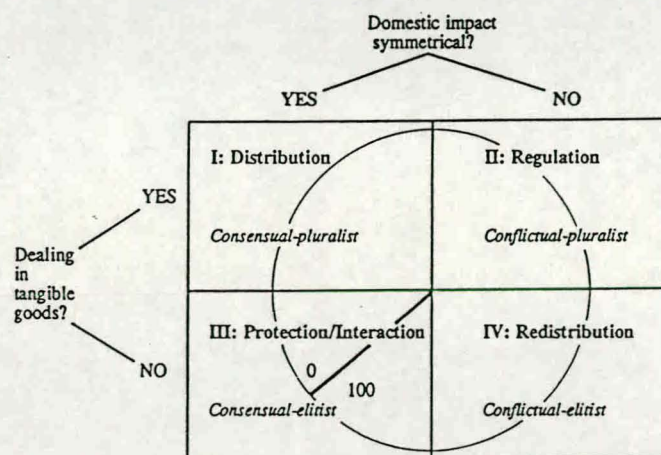 Domestic impact
symmetrical?
YES
NO
I: Distribution
II: Regulation
YES
Consensual-pluralist
Conflictual-pluralist
Dealing
in
tangible
goods?
III: Protection/Interaction
IV: Redistribution
NO
0
100
Consensual-elitist
Conflictual-elitist